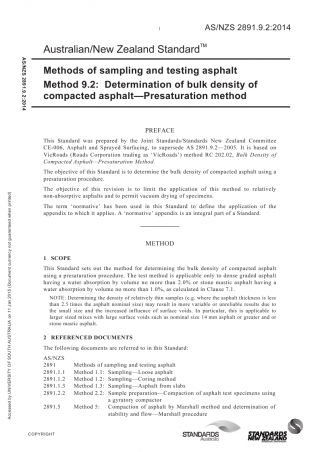 1
AS/NZS 2891.9.2:2014
Australian/New Zealand Standard™
Methods of sampling and testing asphalt
Method 9.2: Determination of bulk density of
compacted asphalt—Presaturation method
PREFACE
This Standard was prepared by the Joint Standards/Standards New Zealand Committee
CE-006, Asphalt and Sprayed Surfacing, to supersede AS 2891.9.2—2005. It is based on
VicRoads (Roads Corporation trading as 'VicRoads') method RC 202.02, Bulk Density of
Compacted Asphalt—Presaturation Method.
The objective of this Standard is to determine the bulk density of compacted asphalt using a
presaturation procedure.
The objective of this revision is to limit the application of this method to relatively
non-absorptive asphalts and to permit vacuum drying of specimens.
The term 'normative' has been used in this Standard to define the application of the
appendix to which it applies. A 'normative' appendix is an integral part of a Standard.
METHOD
1 SCOPE
This Standard sets out the method for determining the bulk density of compacted asphalt
using a presaturation procedure. The test method is applicable only to dense graded asphalt
having a water absorption by volume no more than 2.0% or stone mastic asphalt having a
water absorption by volume no more than 1.0%, as calculated in Clause 7.1.
NOTE: Determining the density of relatively thin samples (e.g. where the asphalt thickness is less
than 2.5 times the asphalt nominal size) may result in more variable or unreliable results due to
the small size and the increased influence of surface voids. In particular, this is applicable to
larger sized mixes with large surface voids such as nominal size 14 mm asphalt or greater and or
stone mastic asphalt.
2 REFERENCED DOCUMENTS
The following documents are referred to in this Standard:
AS/NZS
2891 Methods of sampling and testing asphalt
2891.1.1 Method 1.1: Sampling—Loose asphalt
2891.1.2 Method 1.2: Sampling—Coring method
2891.1.3 Method 1.3: Sampling—Asphalt from slabs
2891.2.2 Method 2.2: Sample preparation—Compaction of asphalt test specimens using
a gyratory compactor
2891.5 Method 5: Compaction of asphalt by Marshall method and determination of
stability and flow—Marshall procedure
COPYRIGHT
STANDARDS
Australia
STANDARDS
NEW ZEALAND
AS/NZS 2891.9.2:2014
Accessed by UNIVERSITY OF SOUTH AUSTRALIA on 11 Jan 2015 (Document currency not guaranteed when printed)